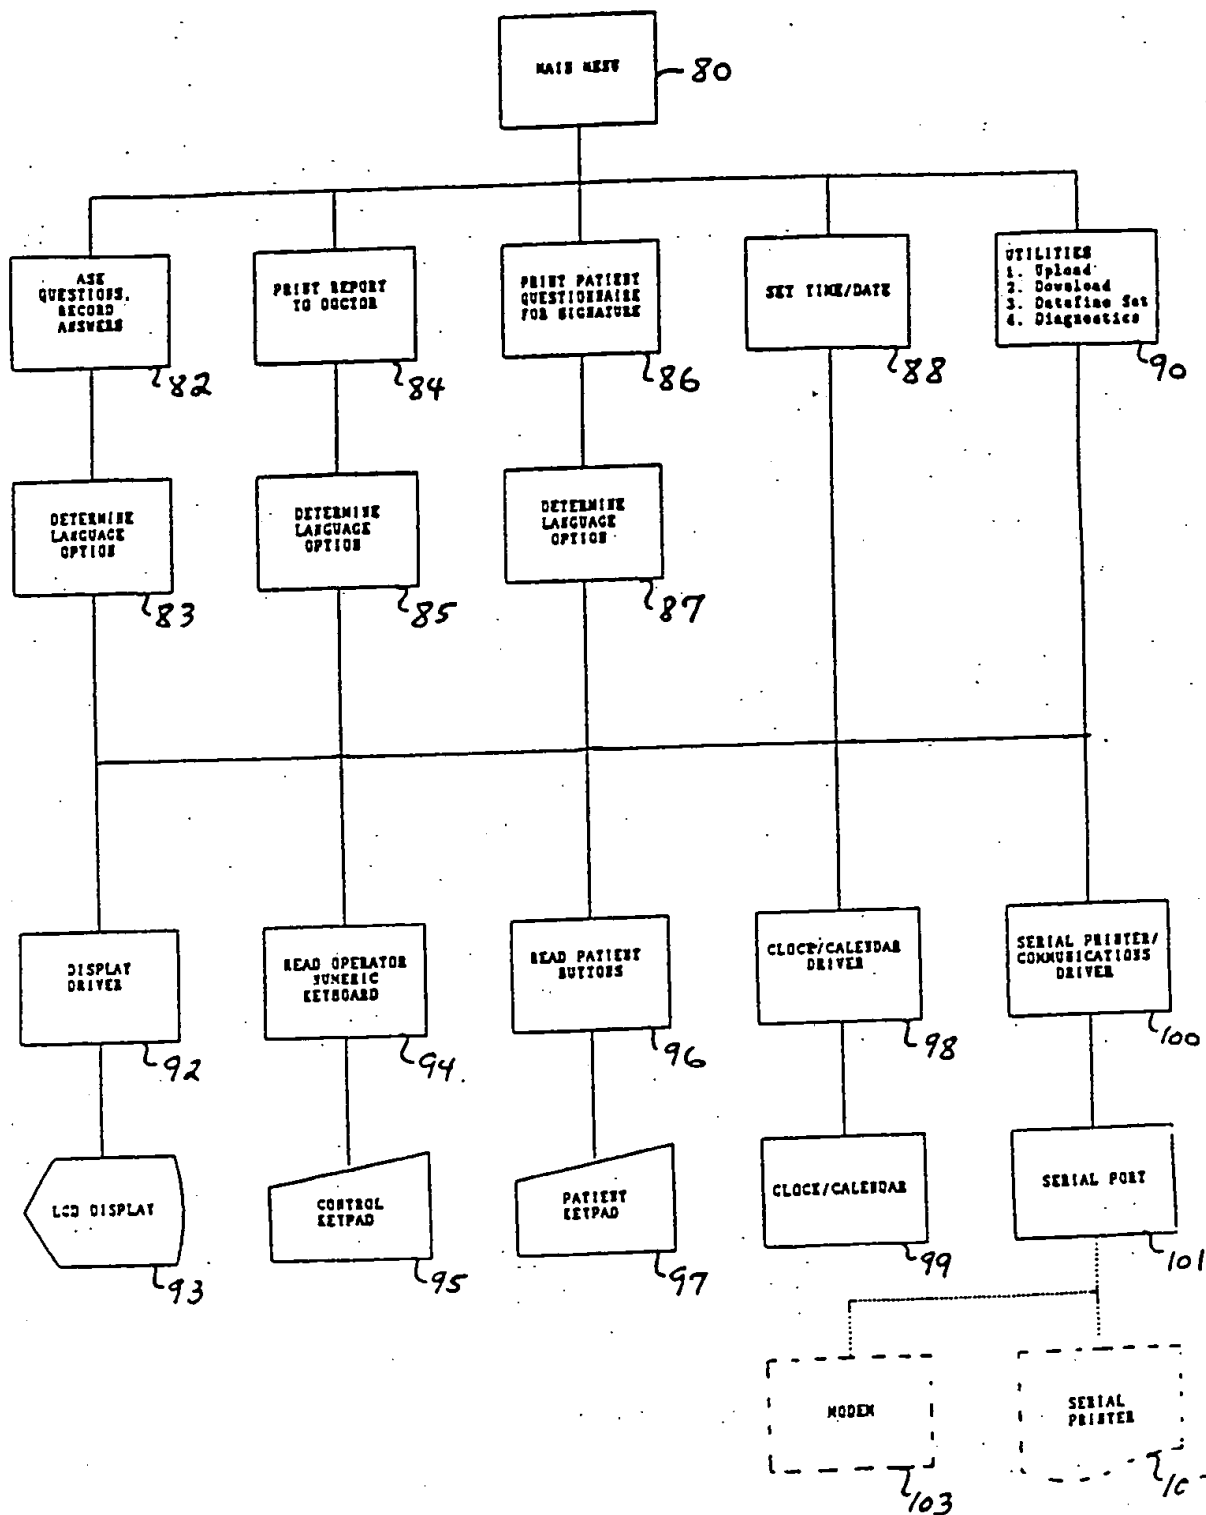 MAIN MENU
80
ASK
QUESTIONS,
RECORD
ANSWERS
82
PRINT REPORT
TO DOCTOR
84
PRINT PATIENT
QUESTIONNAIRE
FOR SIGNATURE
86
SET TIME/DATE
88
UTILITIES
1. Upload
2. Download
3. Datafine Set
4. Diagnostics
90
DETERMINE
LANGUAGE
OPTION
83
DETERMINE
LANGUAGE
OPTION
85
DETERMINE
LANGUAGE
OPTION
87
DISPLAY
DRIVER
92
READ OPERATOR
NUMERIC
KEYBOARD
94
READ PATIENT
BUTTONS
96
CLOCK/CALENDAR
DRIVER
98
SERIAL PRINTER/
COMMUNICATIONS
DRIVER
100
LCD DISPLAY
93
CONTROL
KEYPAD
95
PATIENT
KEYPAD
97
CLOCK/CALENDAR
99
SERIAL PORT
101
MODEM
103
SERIAL
PRINTER